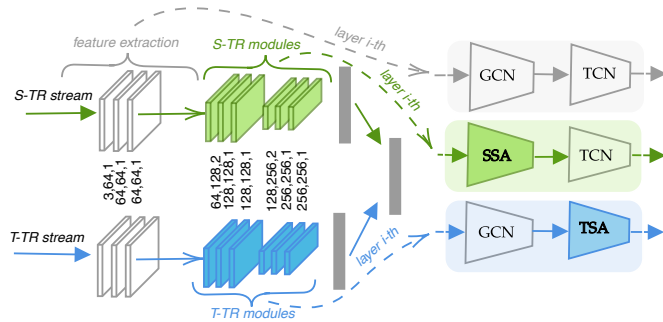 feature extraction
S-TR modules
layer i-th
layer i-th
GCN
TCN
S-TR stream
SSA
TCN
3,64,1
64,64,1
64,64,1
64,128,2
128,128,1
128,128,1
128,256,2
256,256,1
256,256,1
T-TR stream
layer i-th
GCN
TSA
T-TR modules